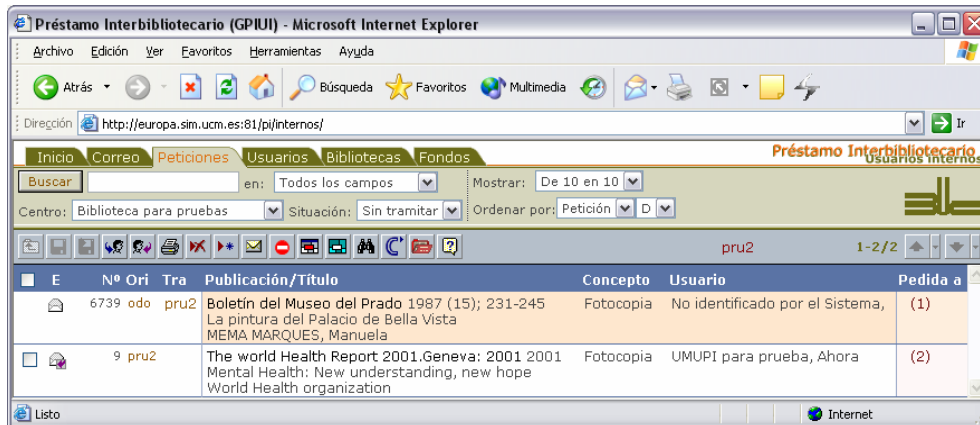 Préstamo Interbibliotecario (GPIUI) - Microsoft Internet Explorer
Archivo Edición Ver Favoritos Herramientas Ayuda
Atrás Búsqueda Favoritos Multimedia
Dirección http://europa.sim.ucm.es:81/pi/internos/ Ir
Inicio Correo Peticiones Usuarios Bibliotecas Fondos Préstamo Interbibliotecario
Usuarios Internos
Buscar en: Todos los campos Mostrar: De 10 en 10
Centro: Biblioteca para pruebas Situación: Sin tramitar Ordenar por: Petición D
pru2 1-2/2
E Nº Ori Tra Publicación/Título Concepto Usuario Pedida a
6739 odo pru2 Boletín del Museo del Prado 1987 (15); 231-245 Fotocopia No identificado por el Sistema, (1)
La pintura del Palacio de Bella Vista
MEMA MARQUES, Manuela
9 pru2 The world Health Report 2001.Geneva: 2001 2001 Fotocopia UMUPI para prueba, Ahora (2)
Mental Health: New understanding, new hope
World Health organization
Listo Internet